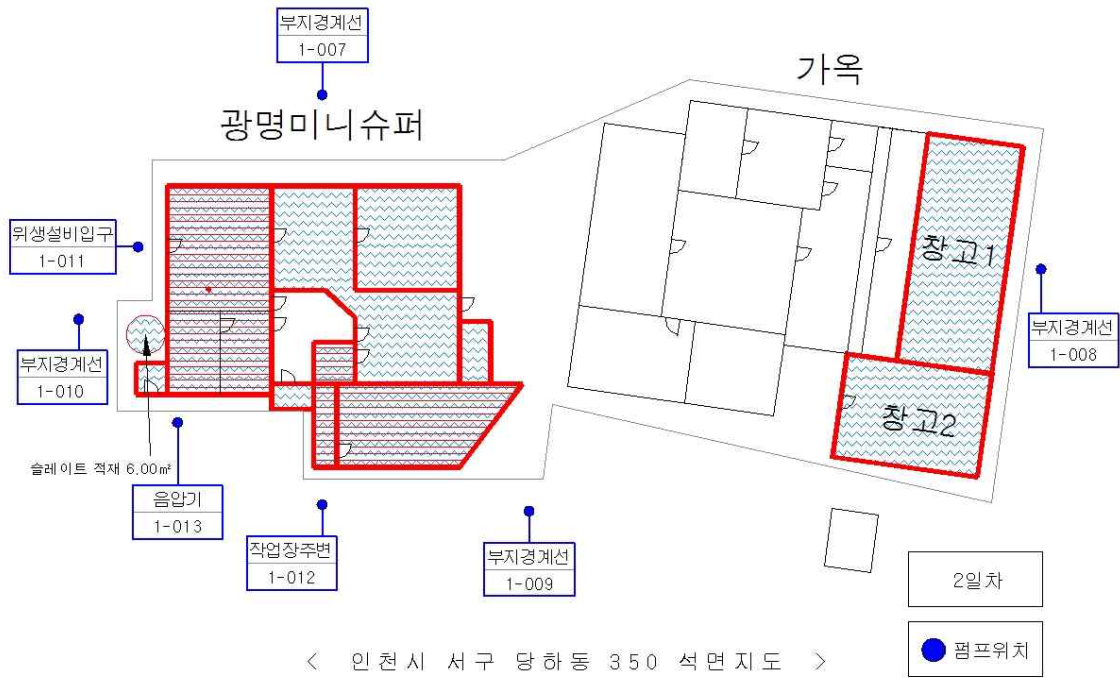 부지경계선
1-007
가옥
광명미니슈퍼
위생설비입구
1-011
창고1
부지경계선
1-008
부지경계선
1-010
창고2
슬레이트 적재 6.00㎡
음압기
1-013
작업장주변
1-012
부지경계선
1-009
2일차
펌프위치
< 인천시 서구 당하동 350 석면지도 >